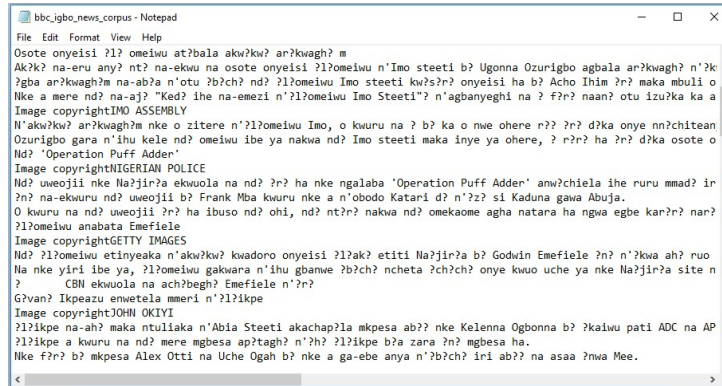 bbc_igbo_news_corpus - Notepad
File Edit Format View Help
Osote onyeisi ?l? omeiwu at?bala akw?kw? ar?kwagh? m
Ak?k? na-eru any? nt? na-ekwu na osote onyeisi ?l?omeiwu n'Imo steeti b? Ugonna Ozurigbo agbala ar?kwagh? n'?k
?gba ar?kwagh?m na-ab?a n'otu ?b?ch? nd? ?l?omeiwu Imo steeti kw?s?r? onyeisi ha b? Acho Ihim ?r? maka mbuli o
Nke a mere nd? na-aj? "Ked? ihe na-emezi n'?l?omeiwu Imo Steeti"? n'agbanyeghi na ? f?r? naan? otu izu?ka ka a
Image copyrightIMO ASSEMBLY
N'akw?kw? ar?kwagh?m nke o zitere n'?l?omeiwu Imo, o kwuru na ? b? ka o nwe ohere r?? ?r? d?ka onye nn?chitean
Ozurigbo gara n'ihu kele nd? omeiwu ibe ya nakwa nd? Imo steeti maka inye ya ohere, ? r?r? ha ?r? d?ka osote o
Nd? 'Operation Puff Adder'
Image copyrightNIGERIAN POLICE
Nd? uweojii nke Na?jir?a ekwuola na nd? ?r? ha nke ngalaba 'Operation Puff Adder' anw?chiela ihe ruru mmad? ir
?n? na-ekwuru nd? uweojii b? Frank Mba kwuru nke a n'obodo Katari d? n'?z? si Kaduna gawa Abuja.
O kwuru na nd? uweojii ?r? ha ibuso nd? ohi, nd? nt?r? nakwa nd? omekaome agha natara ha ngwa egbe kar?r? nar?
?l?omeiwu anabata Emefiele
Image copyrightGETTY IMAGES
Nd? ?l?omeiwu etinyeaka n'akw?kw? kwadoro onyeisi ?l?ak? etiti Na?jir?a b? Godwin Emefiele ?n? n'?kwa ah? ruo
Na nke yiri ibe ya, ?l?omeiwu gakwara n'ihu gbanwe ?b?ch? ncheta ?ch?ch? onye kwuo uche ya nke Na?jir?a site n
? CBN ekwuola na ach?begh? Emefiele n'?r?
G?van? Ikpeazu enwetela mmeri n'?l?ikpe
Image copyrightJOHN OKIYI
?l?ikpe na-ah? maka ntuliaka n'Abia Steeti akachap?la mkpesa ab?? nke Kelenna Ogbonna b? ?kaiwu pati ADC na AP
?l?ikpe a kwuru na nd? mere mgbesa ap?tagh? n'?h? ?l?ikpe b?a zara ?n? mgbesa ha.
Nke f?r? b? mkpesa Alex Otti na Uche Ogah b? nke a ga-ebe anya n'?b?ch? iri ab?? na asaa ?nwa Mee.